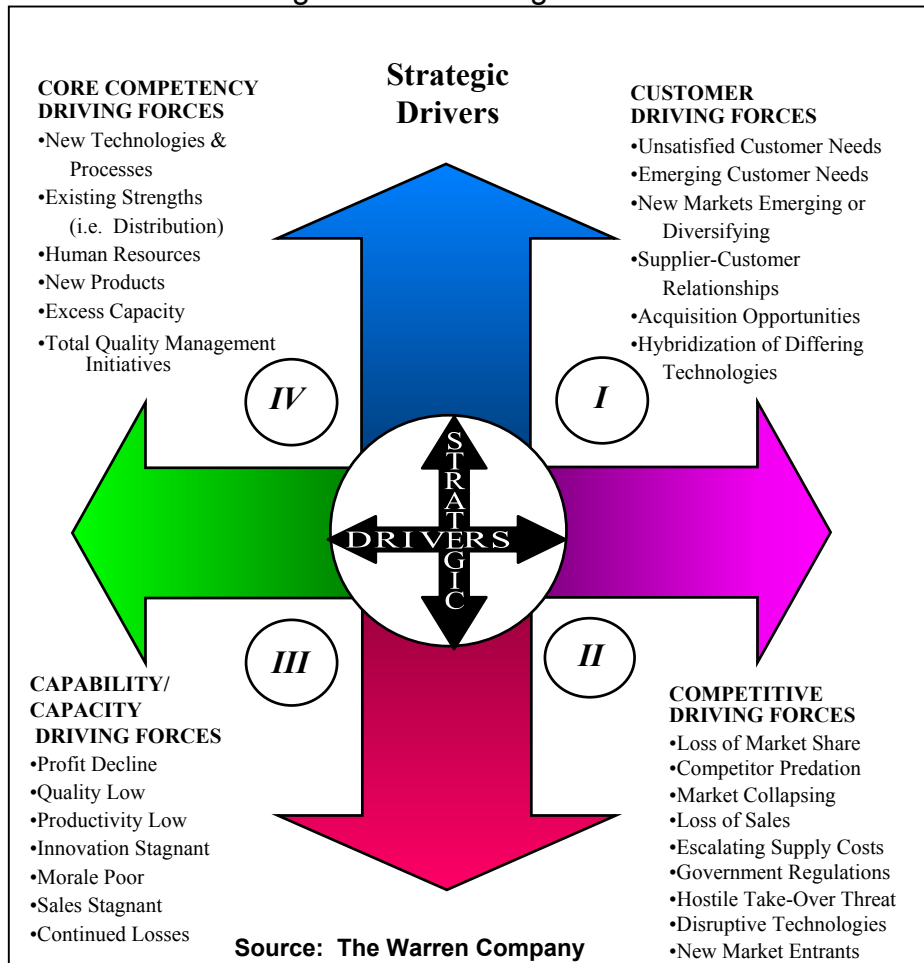 Strategic
Drivers
CORE COMPETENCY
DRIVING FORCES
•New Technologies &
Processes
•Existing Strengths
(i.e. Distribution)
•Human Resources
•New Products
•Excess Capacity
•Total Quality Management
Initiatives
CUSTOMER
DRIVING FORCES
•Unsatisfied Customer Needs
•Emerging Customer Needs
•New Markets Emerging or
Diversifying
•Supplier-Customer
Relationships
•Acquisition Opportunities
•Hybridization of Differing
Technologies
IV
I
STRATEGIC
DRIVERS
III
II
CAPABILITY/
CAPACITY
DRIVING FORCES
•Profit Decline
•Quality Low
•Productivity Low
•Innovation Stagnant
•Morale Poor
•Sales Stagnant
•Continued Losses
COMPETITIVE
DRIVING FORCES
•Loss of Market Share
•Competitor Predation
•Market Collapsing
•Loss of Sales
•Escalating Supply Costs
•Government Regulations
•Hostile Take-Over Threat
•Disruptive Technologies
•New Market Entrants
Source: The Warren Company